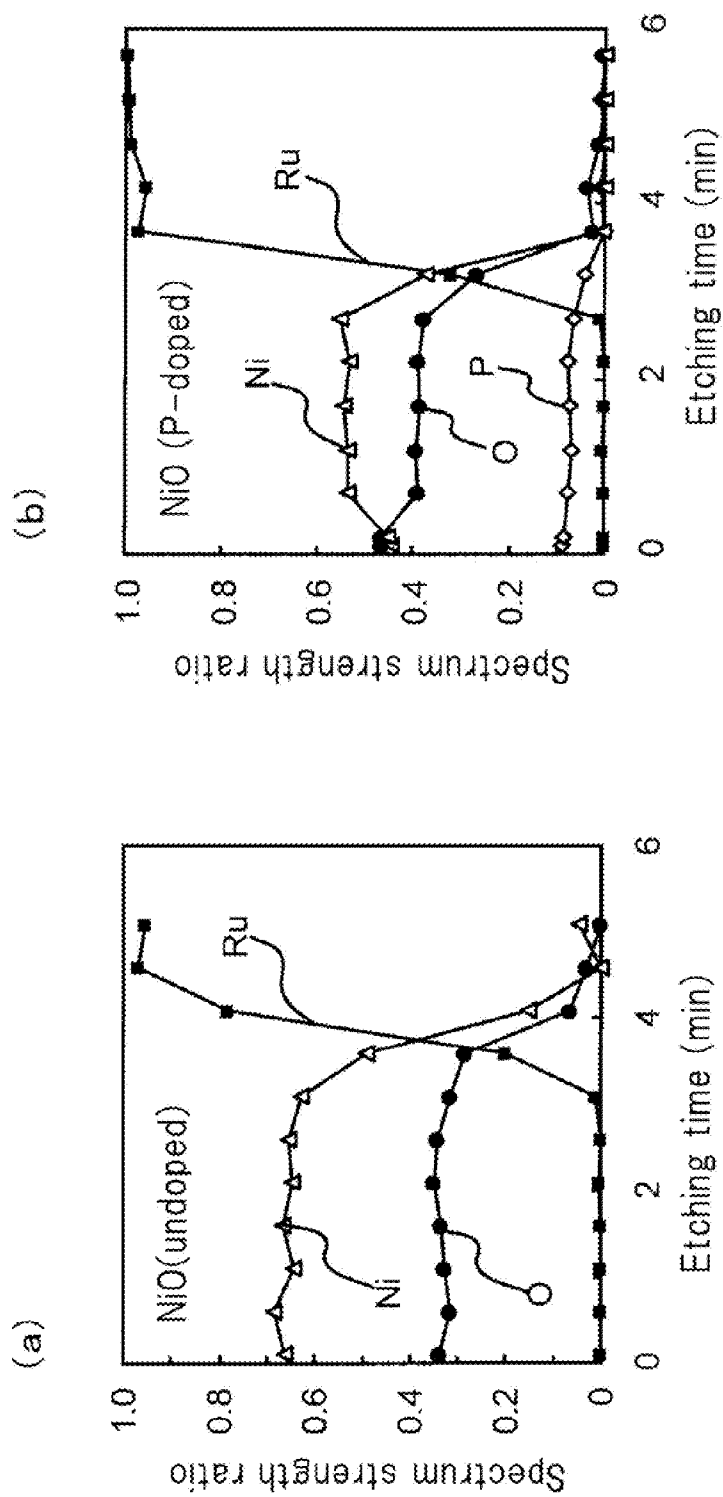 (a)
NiO(undoped)
Spectrum strength ratio
1.0
0.8
0.6
0.4
0.2
0
0
2
4
6
Etching time (min)
Ni
O
Ru
(b)
NiO (P-doped)
Spectrum strength ratio
1.0
0.8
0.6
0.4
0.2
0
0
2
4
6
Etching time (min)
Ni
O
P
Ru